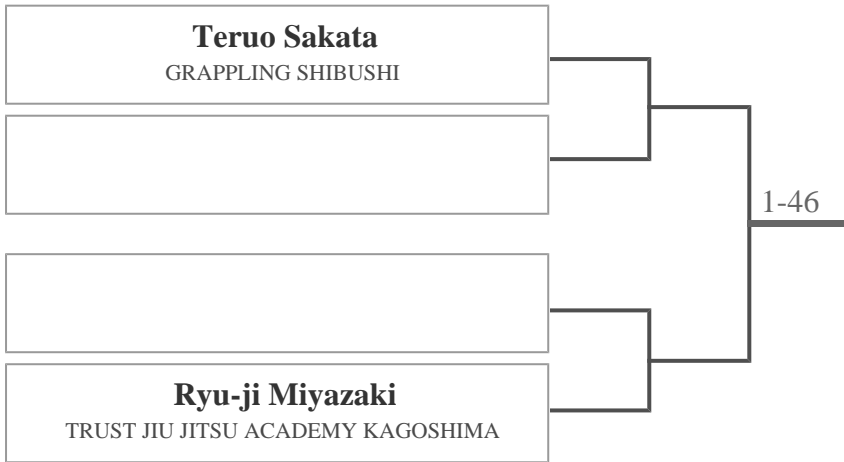 Teruo Sakata
GRAPPLING SHIBUSHI
1-46
Ryu-ji Miyazaki
TRUST JIU JITSU ACADEMY KAGOSHIMA